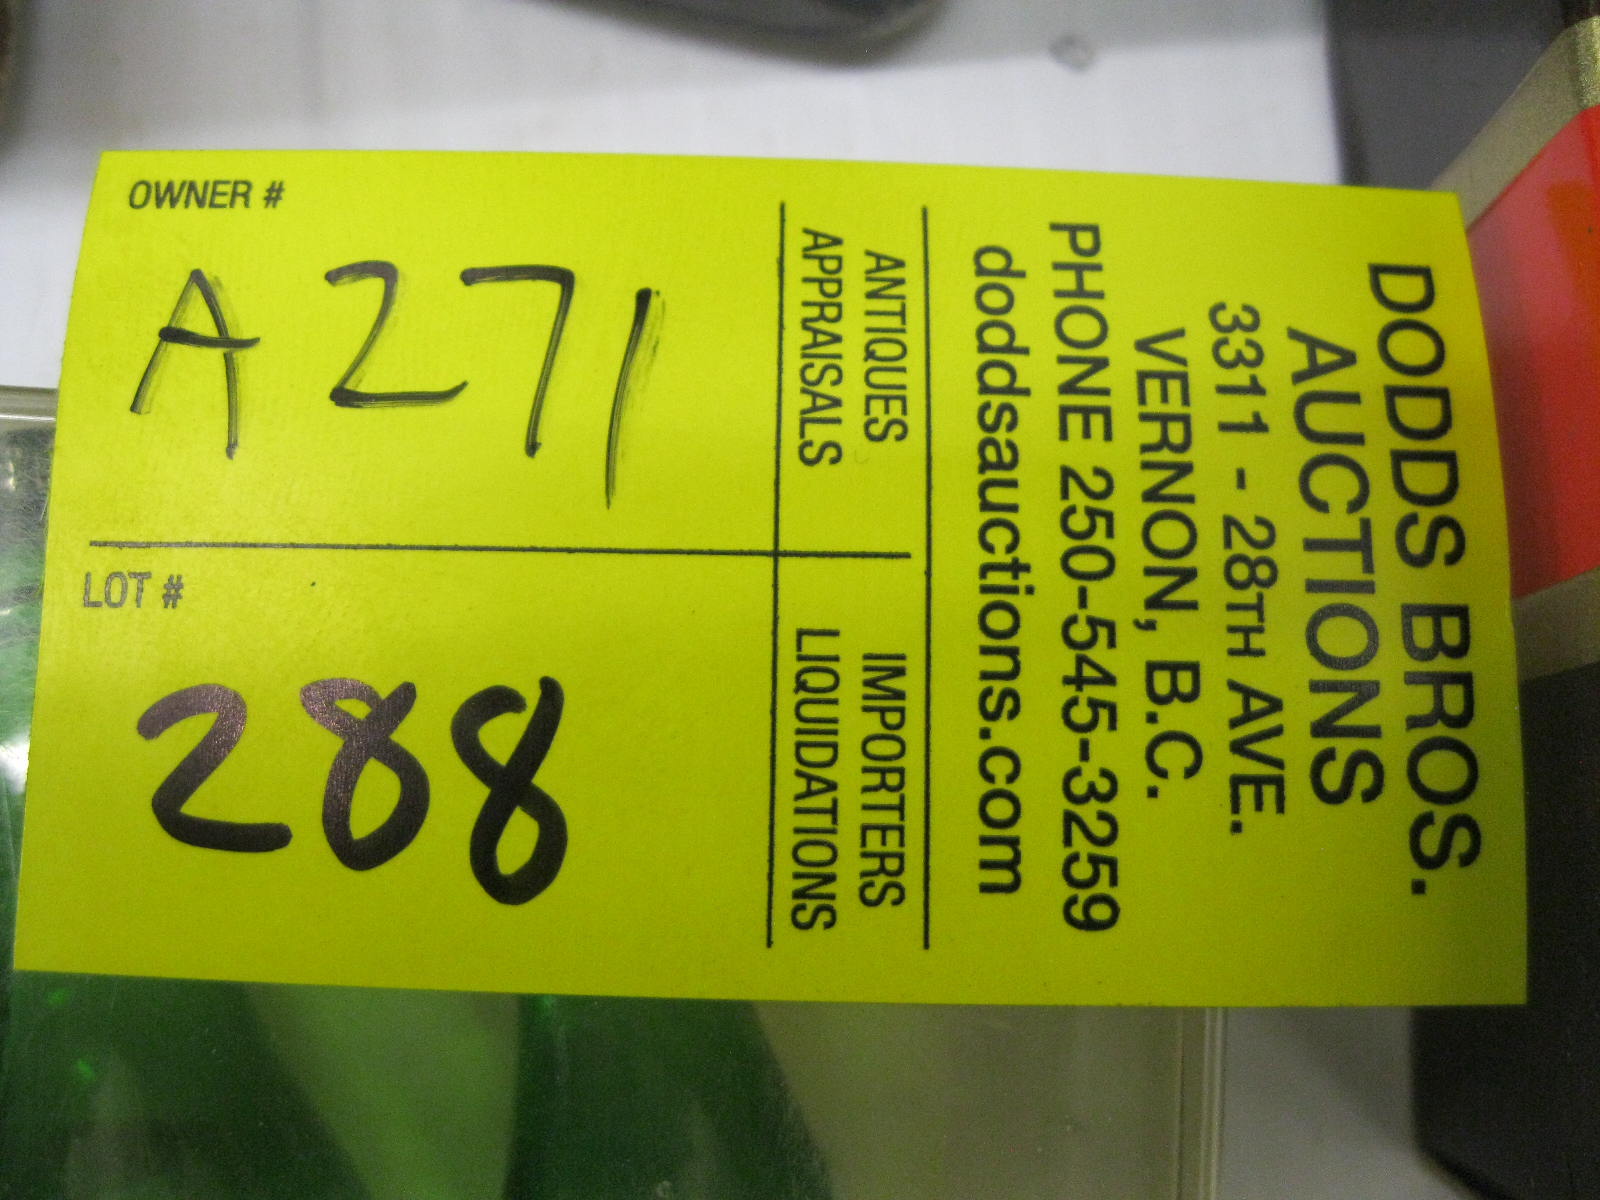 DODDS BROS.
AUCTIONS
3311 - 28TH AVE.
VERNON, B.C.
PHONE 250-545-3259
doddsauctions.com
ANTIQUES
APPRAISALS
IMPORTERS
LIQUIDATIONS
OWNER #
A271
LOT #
288